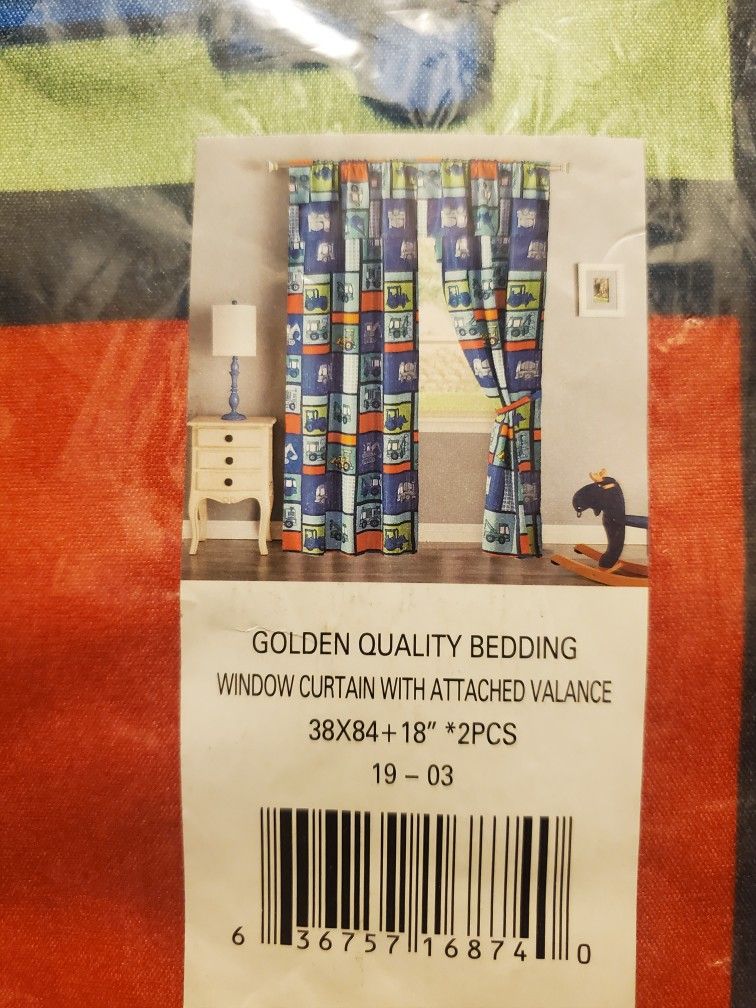 GOLDEN QUALITY BEDDING
WINDOW CURTAIN WITH ATTACHED VALANCE
38X84+18" *2PCS
19 – 03
6 36757 16874 0